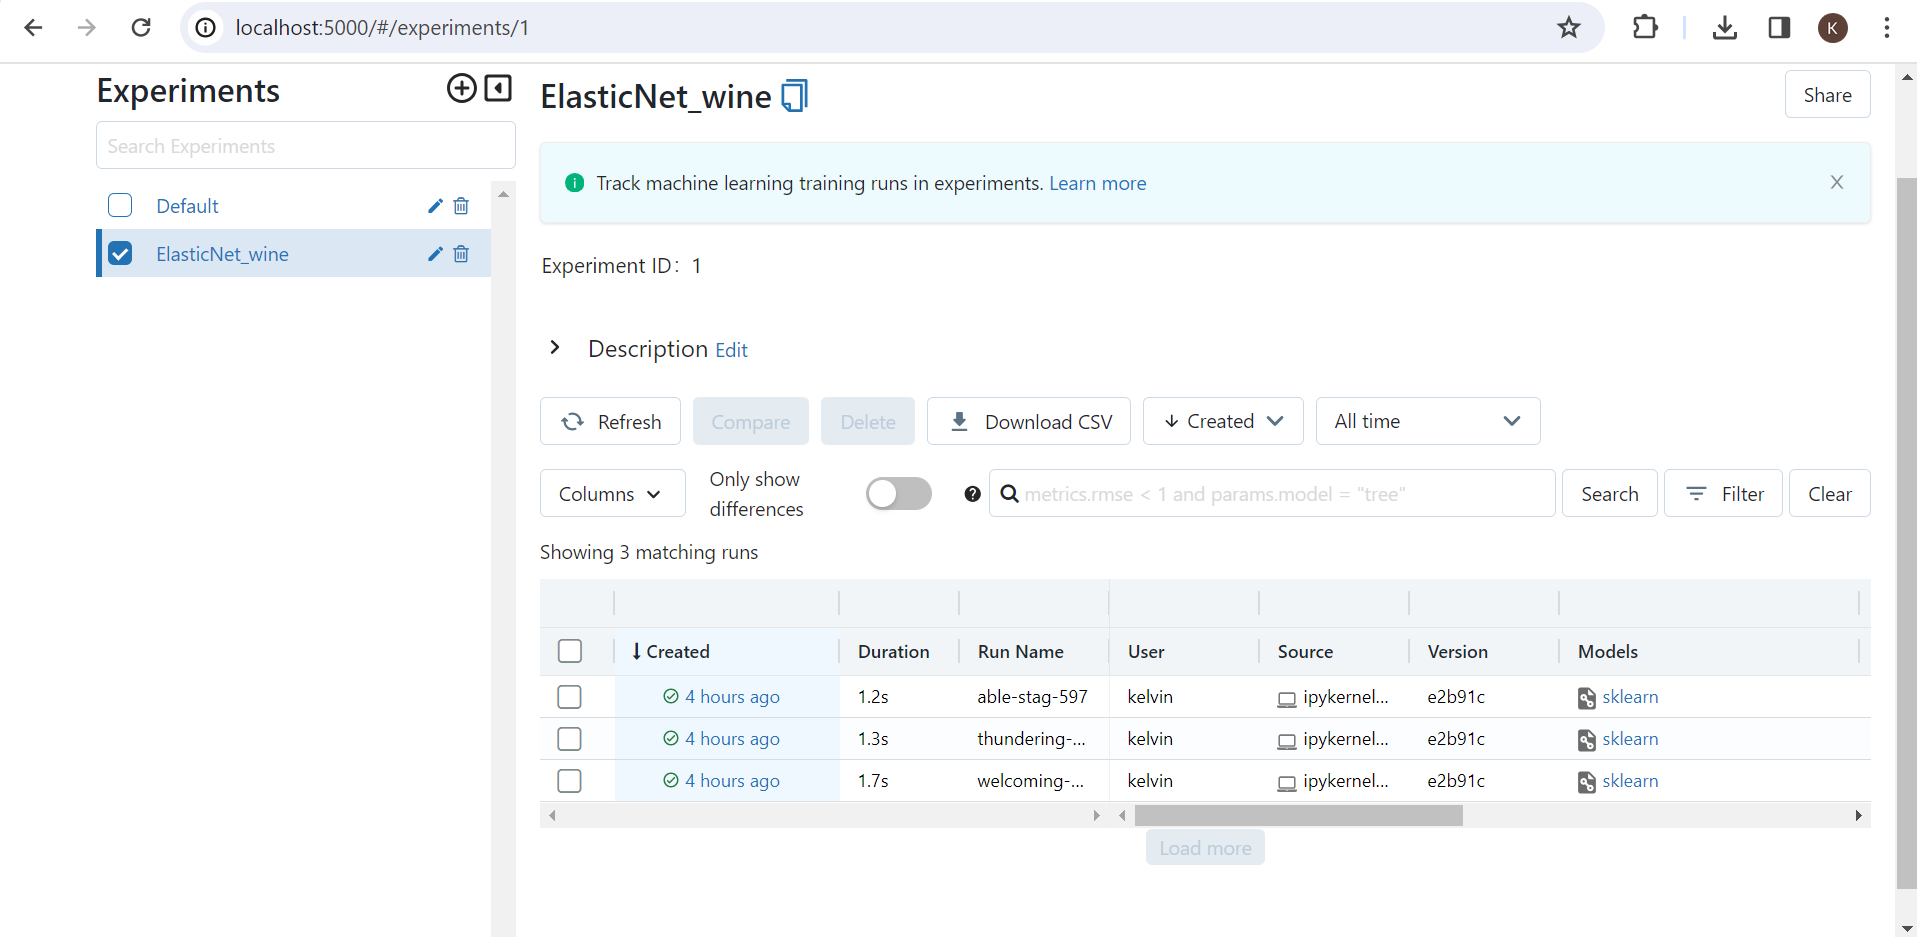 localhost:5000/#/experiments/1
K
Experiments
Search Experiments
Default
ElasticNet_wine
ElasticNet_wine
Share
Track machine learning training runs in experiments. Learn more
Experiment ID: 1
Description Edit
Refresh
Compare
Delete
Download CSV
Created
All time
Columns
Only show
differences
metrics.rmse < 1 and params.model = "tree"
Search
Filter
Clear
Showing 3 matching runs
Created Duration Run Name User Source Version Models
4 hours ago 1.2s able-stag-597 kelvin ipykernel... e2b91c sklearn
4 hours ago 1.3s thundering-... kelvin ipykernel... e2b91c sklearn
4 hours ago 1.7s welcoming-... kelvin ipykernel... e2b91c sklearn
Load more